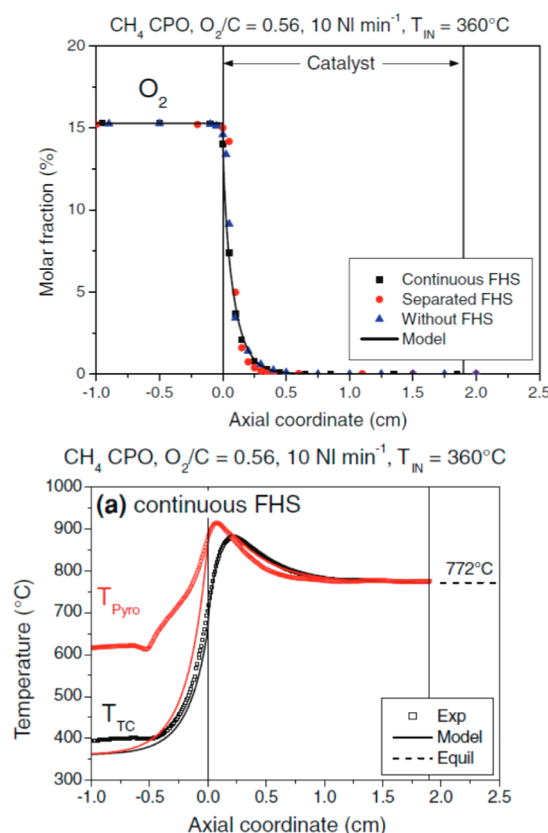 CH₄ CPO, O₂/C = 0.56, 10 Nl min⁻¹, T_IN = 360°C
20
15
10
5
0
Molar fraction (%)
O₂
Catalyst
Continuous FHS
Separated FHS
Without FHS
Model
-1.0 -0.5 0.0 0.5 1.0 1.5 2.0 2.5
Axial coordinate (cm)
CH₄ CPO, O₂/C = 0.56, 10 Nl min⁻¹, T_IN = 360°C
1000
900
800
700
600
500
400
300
Temperature (°C)
(a) continuous FHS
T_Pyro
T_TC
772°C
Exp
Model
Equil
-1.0 -0.5 0.0 0.5 1.0 1.5 2.0 2.5
Axial coordinate (cm)